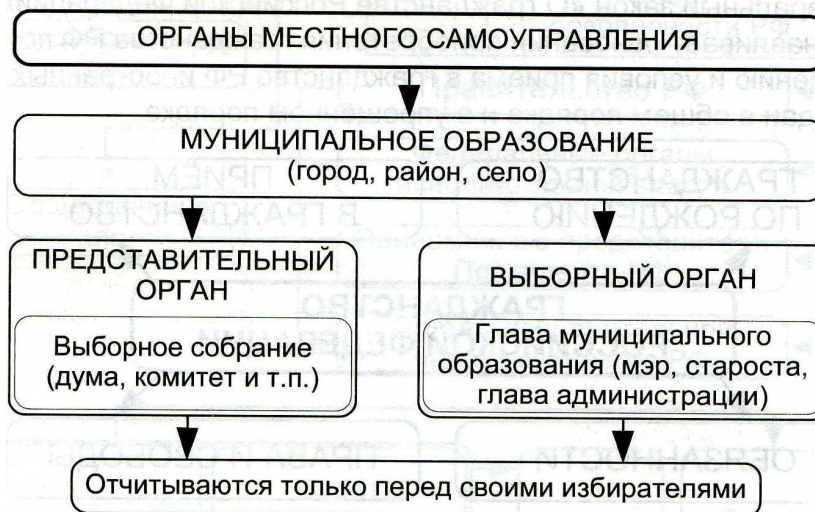 ОРГАНЫ МЕСТНОГО САМОУПРАВЛЕНИЯ
МУНИЦИПАЛЬНОЕ ОБРАЗОВАНИЕ
(город, район, село)
ПРЕДСТАВИТЕЛЬНЫЙ
ОРГАН
Выборное собрание
(дума, комитет и т.п.)
ВЫБОРНЫЙ ОРГАН
Глава муниципального
образования (мэр, староста,
глава администрации)
Отчитываются только перед своими избирателями